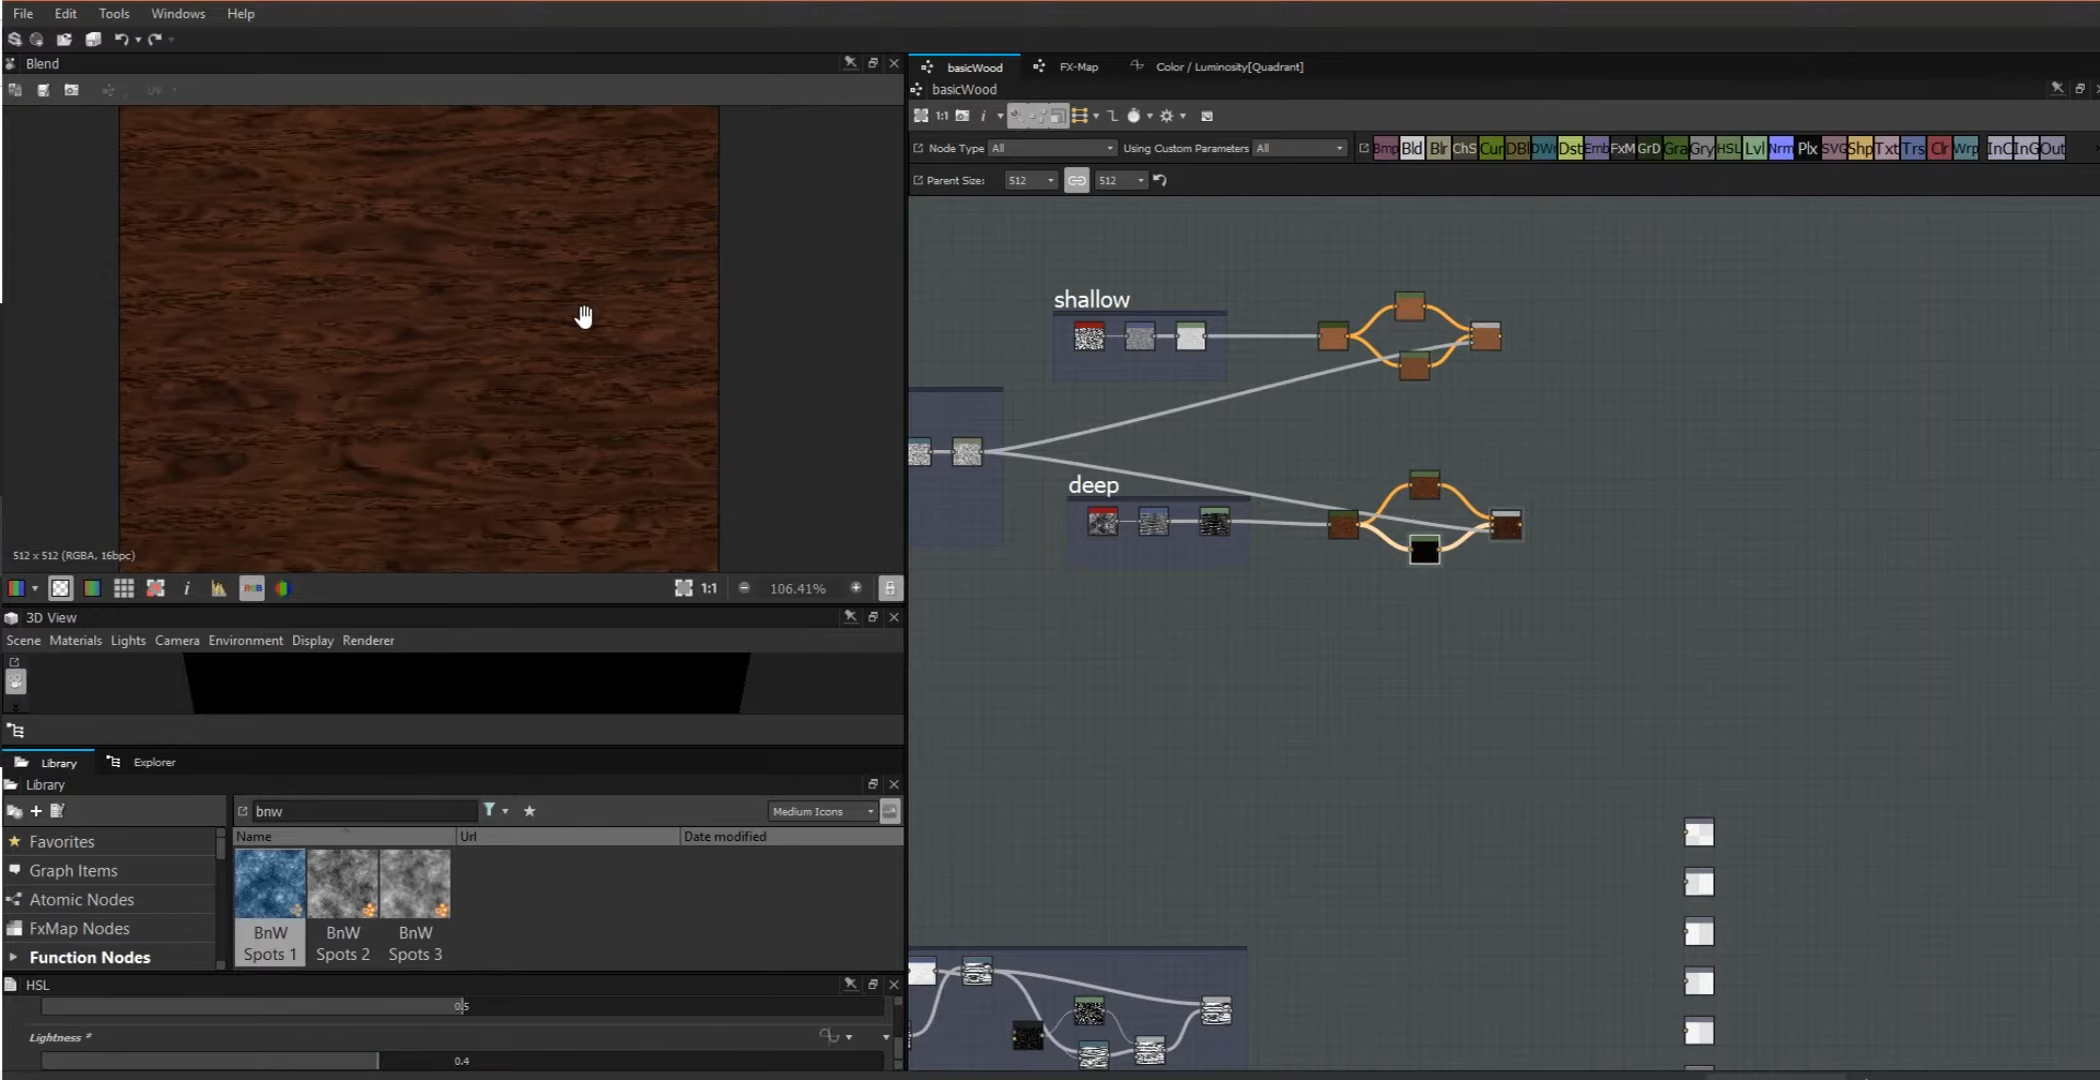 File Edit Tools Windows Help
Blend
UV
512 x 512 (RGBA, 16bpc)
RGB
1:1
106.41%
3D View
Scene Materials Lights Camera Environment Display Renderer
Library Explorer
Library
bnw
Medium Icons
Name Url Date modified
Favorites
Graph Items
Atomic Nodes
FxMap Nodes
Function Nodes
BnW Spots 1
BnW Spots 2
BnW Spots 3
HSL
0.5
Lightness *
0.4
basicWood FX-Map Color / Luminosity[Quadrant]
basicWood
1:1
Node Type All Using Custom Parameters All
Bmp Bld Blr ChS Cur DBl DWr Dst Emb FxM GrD Gra Gry HSL Lvl Nrm Plx SVG Shp Txt Trs Clr Wrp InC InG Out
Parent Size: 512 512
shallow
deep